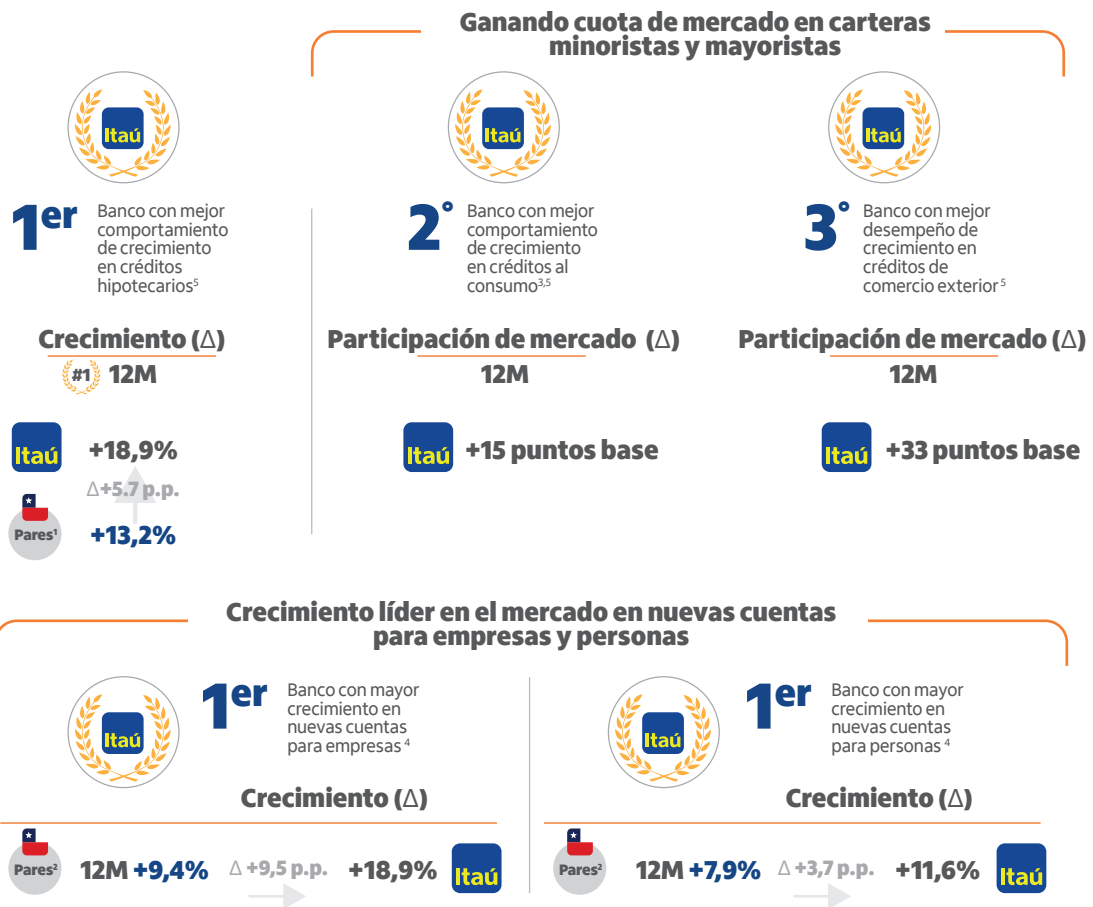 Ganando cuota de mercado en carteras
minoristas y mayoristas
Itaú
1er
Banco con mejor
comportamiento
de crecimiento
en créditos
hipotecarios5
Crecimiento (Δ)
#1 12M
Itaú +18,9%
Δ+5.7 p.p.
Pares1 +13,2%
Itaú
2°
Banco con mejor
comportamiento
de crecimiento
en créditos al
consumo3,5
Participación de mercado (Δ)
12M
Itaú +15 puntos base
Itaú
3°
Banco con mejor
desempeño de
crecimiento en
créditos de
comercio exterior5
Participación de mercado (Δ)
12M
Itaú +33 puntos base
Crecimiento líder en el mercado en nuevas cuentas
para empresas y personas
Itaú
1er
Banco con mayor
crecimiento en
nuevas cuentas
para empresas 4
Crecimiento (Δ)
Pares2 12M +9,4% Δ +9,5 p.p. +18,9% Itaú
Itaú
1er
Banco con mayor
crecimiento en
nuevas cuentas
para personas 4
Crecimiento (Δ)
Pares2 12M +7,9% Δ +3,7 p.p. +11,6% Itaú